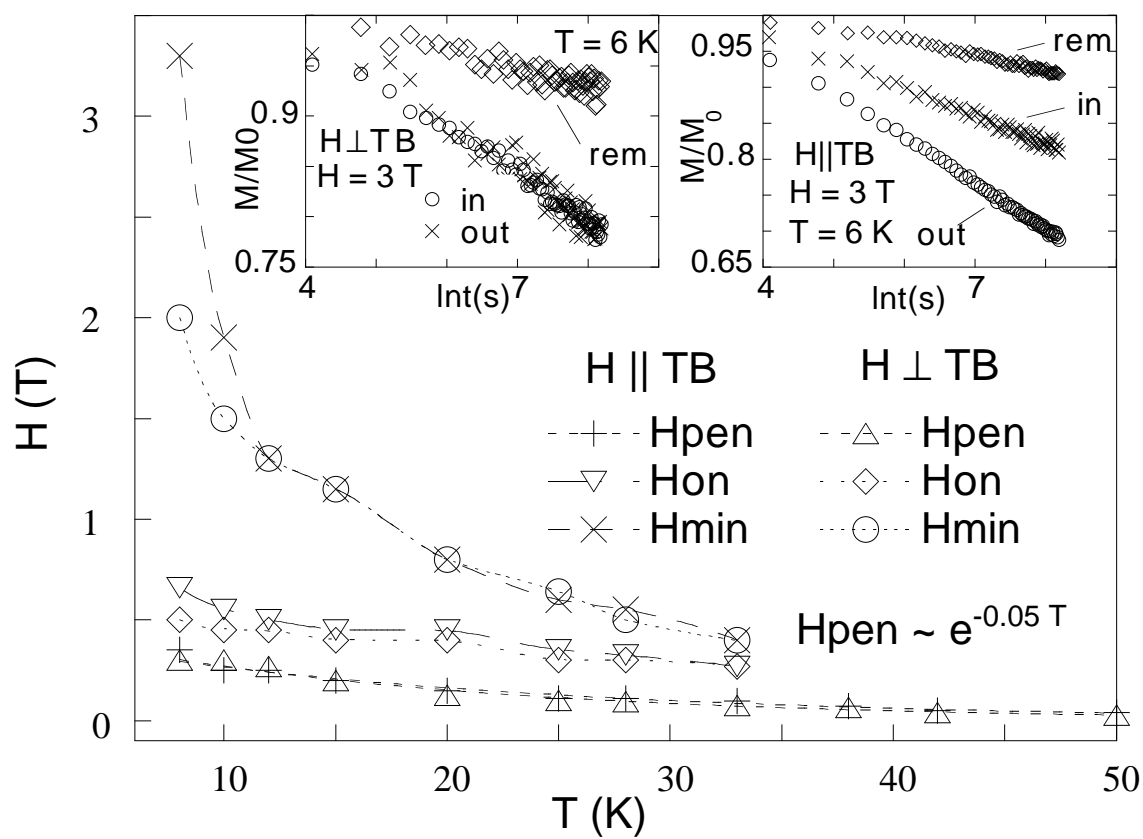 H (T)
3
2
1
0
10
20
30
40
50
T (K)
M/M0
0.9
0.75
4
7
lnt(s)
T = 6 K
rem
H⊥TB
H = 3 T
in
out
M/M0
0.95
0.8
0.65
4
7
lnt(s)
rem
in
H||TB
H = 3 T
T = 6 K
out
H || TB H ⊥ TB
Hpen Hpen
Hon Hon
Hmin Hmin
Hpen ~ e^-0.05 T